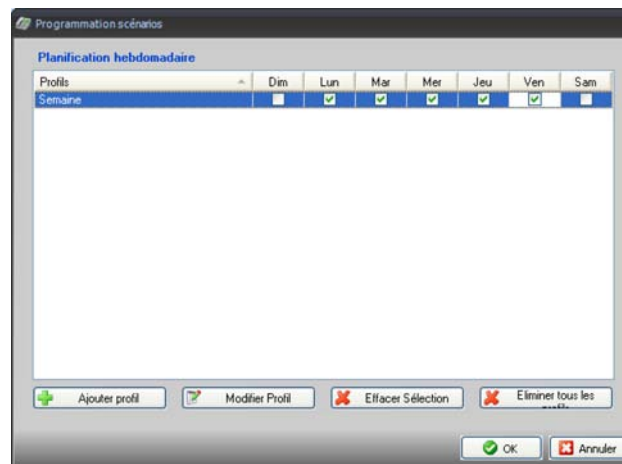 Programmation scénarios
Planification hebdomadaire
Profils Dim Lun Mar Mer Jeu Ven Sam
Semaine
Ajouter profil Modifier Profil Effacer Sélection Eliminer tous les
OK Annuler